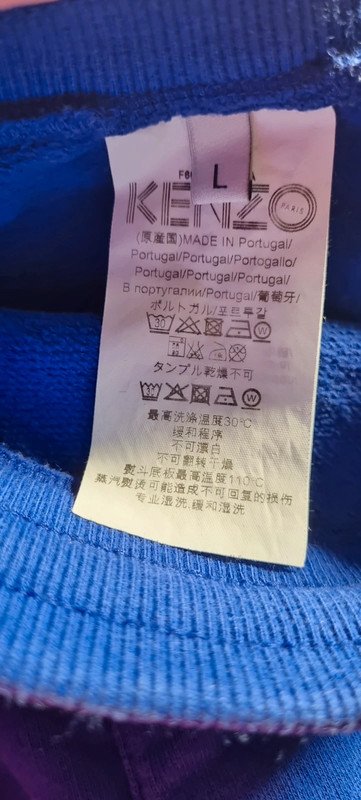 L
KENZO
PARIS
(原産国)MADE IN Portugal/
Portugal/Portugal/Portogallo/
Portugal/Portugal/Portugal/
В португалии/Portugal/葡萄牙/
ポルトガル/포르투갈
タンブル乾燥不可
最高洗涤温度30°C
缓和程序
不可漂白
不可翻转干燥
熨斗底板最高温度110°C
蒸汽熨烫可能造成不可回复的损伤
专业湿洗,缓和湿洗